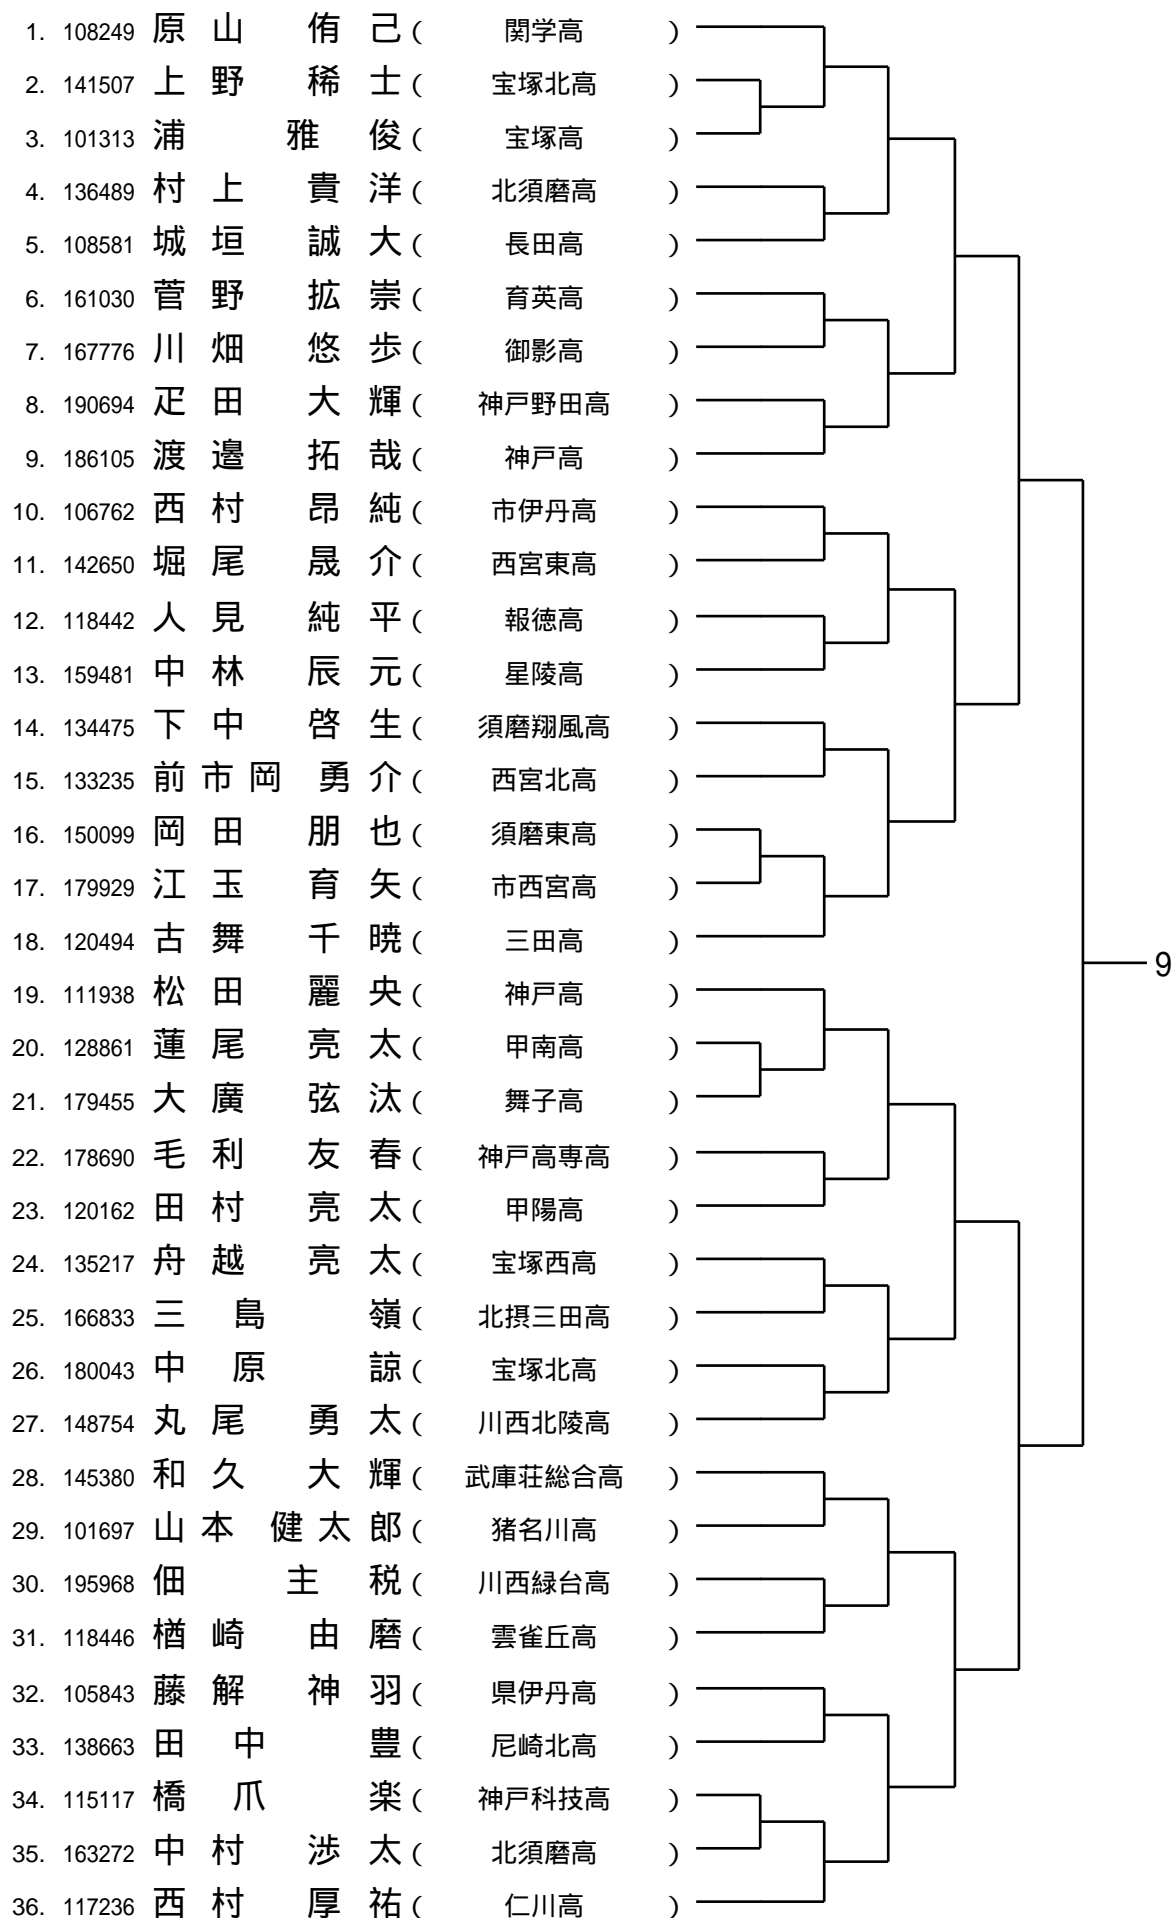 1. 108249 原山 侑己 ( 関学高 )
2. 141507 上野 稀士 ( 宝塚北高 )
3. 101313 浦 雅俊 ( 宝塚高 )
4. 136489 村上 貴洋 ( 北須磨高 )
5. 108581 城垣 誠大 ( 長田高 )
6. 161030 菅野 拡崇 ( 育英高 )
7. 167776 川畑 悠歩 ( 御影高 )
8. 190694 疋田 大輝 ( 神戸野田高 )
9. 186105 渡邉 拓哉 ( 神戸高 )
10. 106762 西村 昂純 ( 市伊丹高 )
11. 142650 堀尾 晟介 ( 西宮東高 )
12. 118442 人見 純平 ( 報徳高 )
13. 159481 中林 辰元 ( 星陵高 )
14. 134475 下中 啓生 ( 須磨翔風高 )
15. 133235 前市岡 勇介 ( 西宮北高 )
16. 150099 岡田 朋也 ( 須磨東高 )
17. 179929 江玉 育矢 ( 市西宮高 )
18. 120494 古舞 千暁 ( 三田高 )
9
19. 111938 松田 麗央 ( 神戸高 )
20. 128861 蓮尾 亮太 ( 甲南高 )
21. 179455 大廣 弦汰 ( 舞子高 )
22. 178690 毛利 友春 ( 神戸高専高 )
23. 120162 田村 亮太 ( 甲陽高 )
24. 135217 舟越 亮太 ( 宝塚西高 )
25. 166833 三島 嶺 ( 北摂三田高 )
26. 180043 中原 諒 ( 宝塚北高 )
27. 148754 丸尾 勇太 ( 川西北陵高 )
28. 145380 和久 大輝 ( 武庫荘総合高 )
29. 101697 山本 健太郎 ( 猪名川高 )
30. 195968 佃 主税 ( 川西緑台高 )
31. 118446 楢崎 由磨 ( 雲雀丘高 )
32. 105843 藤解 神羽 ( 県伊丹高 )
33. 138663 田中 豊 ( 尼崎北高 )
34. 115117 橋爪 楽 ( 神戸科技高 )
35. 163272 中村 渉太 ( 北須磨高 )
36. 117236 西村 厚祐 ( 仁川高 )